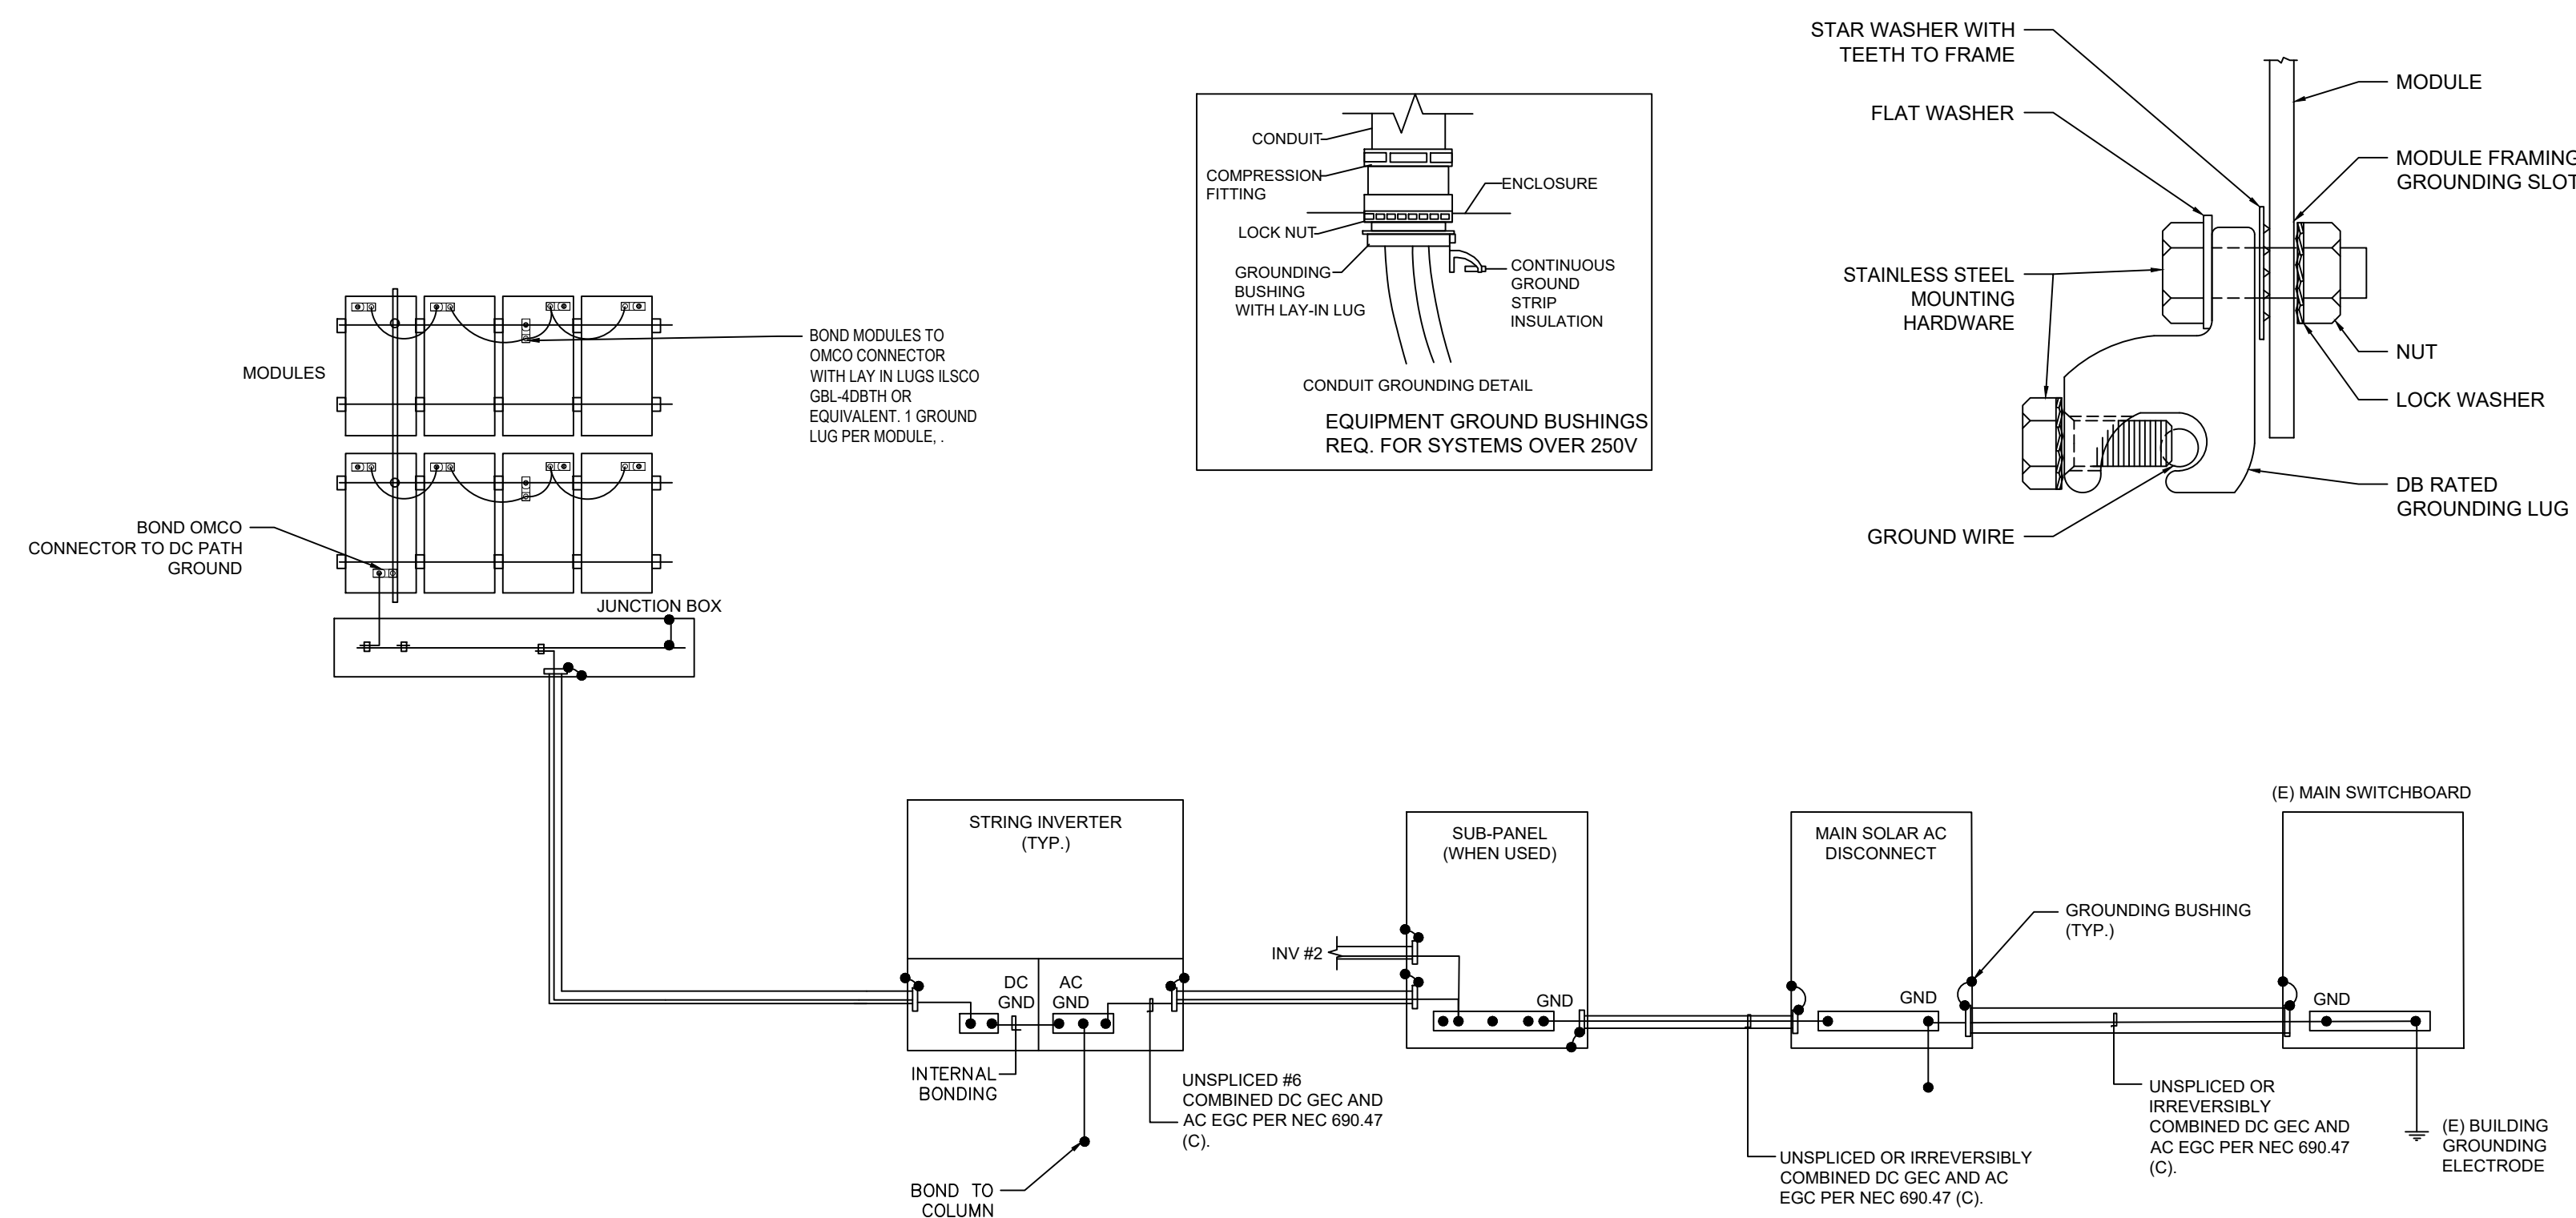 STAR WASHER WITH
TEETH TO FRAME
FLAT WASHER
MODULE
MODULE FRAMING
GROUNDING SLOT
STAINLESS STEEL
MOUNTING
HARDWARE
NUT
LOCK WASHER
DB RATED
GROUNDING LUG
GROUND WIRE
CONDUIT
COMPRESSION
FITTING
ENCLOSURE
LOCK NUT
GROUNDING
BUSHING
WITH LAY-IN LUG
CONTINUOUS
GROUND
STRIP
INSULATION
CONDUIT GROUNDING DETAIL
EQUIPMENT GROUND BUSHINGS
REQ. FOR SYSTEMS OVER 250V
MODULES
BOND MODULES TO
OMCO CONNECTOR
WITH LAY IN LUGS ILSCO
GBL-4DBTH OR
EQUIVALENT. 1 GROUND
LUG PER MODULE, .
BOND OMCO
CONNECTOR TO DC PATH
GROUND
JUNCTION BOX
STRING INVERTER
(TYP.)
DC
GND
AC
GND
INTERNAL
BONDING
BOND TO
COLUMN
UNSPLICED #6
COMBINED DC GEC AND
AC EGC PER NEC 690.47
(C).
INV #2
SUB-PANEL
(WHEN USED)
GND
MAIN SOLAR AC
DISCONNECT
GND
UNSPLICED OR IRREVERSIBLY
COMBINED DC GEC AND AC
EGC PER NEC 690.47 (C).
GROUNDING BUSHING
(TYP.)
(E) MAIN SWITCHBOARD
GND
UNSPLICED OR
IRREVERSIBLY
COMBINED DC GEC AND
AC EGC PER NEC 690.47
(C).
(E) BUILDING
GROUNDING
ELECTRODE